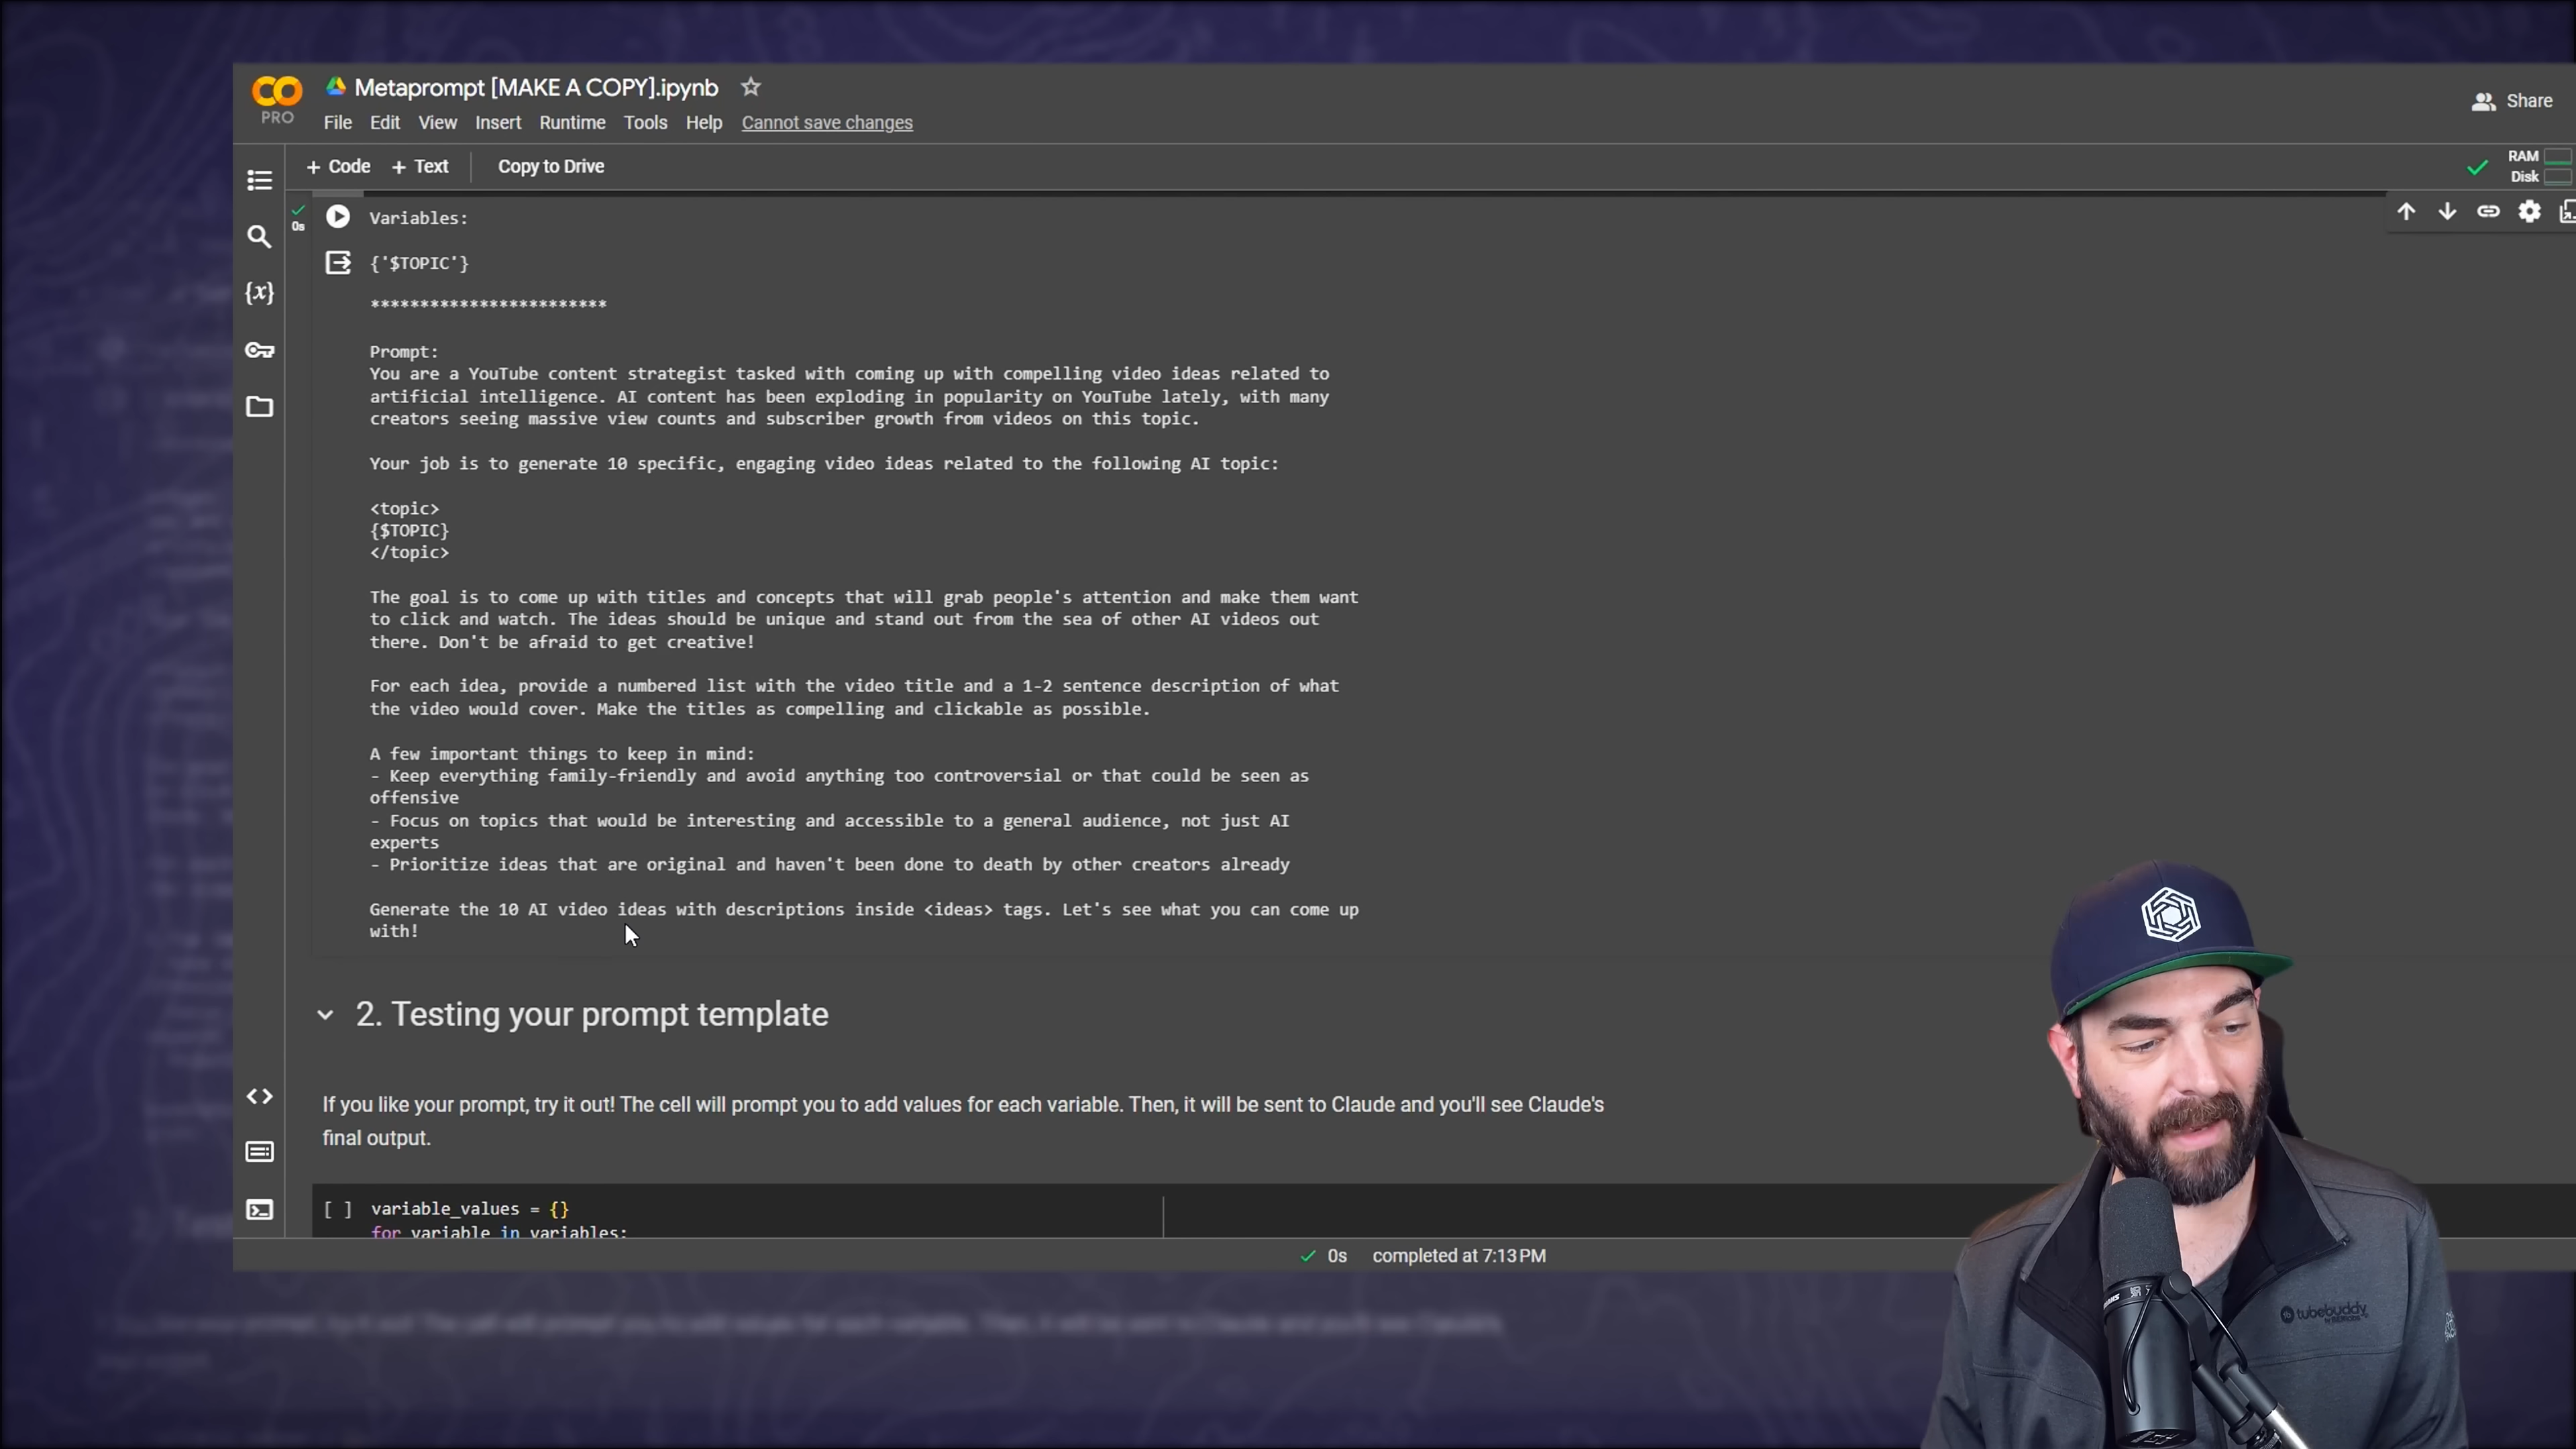 Metaprompt [MAKE A COPY].ipynb
PRO
File Edit View Insert Runtime Tools Help Cannot save changes
Share
+ Code + Text Copy to Drive
RAM
Disk
0s
Variables:
{'$TOPIC'}
************************
Prompt:
You are a YouTube content strategist tasked with coming up with compelling video ideas related to
artificial intelligence. AI content has been exploding in popularity on YouTube lately, with many
creators seeing massive view counts and subscriber growth from videos on this topic.
Your job is to generate 10 specific, engaging video ideas related to the following AI topic:
<topic>
{$TOPIC}
</topic>
The goal is to come up with titles and concepts that will grab people's attention and make them want
to click and watch. The ideas should be unique and stand out from the sea of other AI videos out
there. Don't be afraid to get creative!
For each idea, provide a numbered list with the video title and a 1-2 sentence description of what
the video would cover. Make the titles as compelling and clickable as possible.
A few important things to keep in mind:
- Keep everything family-friendly and avoid anything too controversial or that could be seen as
offensive
- Focus on topics that would be interesting and accessible to a general audience, not just AI
experts
- Prioritize ideas that are original and haven't been done to death by other creators already
Generate the 10 AI video ideas with descriptions inside <ideas> tags. Let's see what you can come up
with!
2. Testing your prompt template
If you like your prompt, try it out! The cell will prompt you to add values for each variable. Then, it will be sent to Claude and you'll see Claude's
final output.
[ ] variable_values = {}
for variable in variables:
0s completed at 7:13 PM
tubebuddy